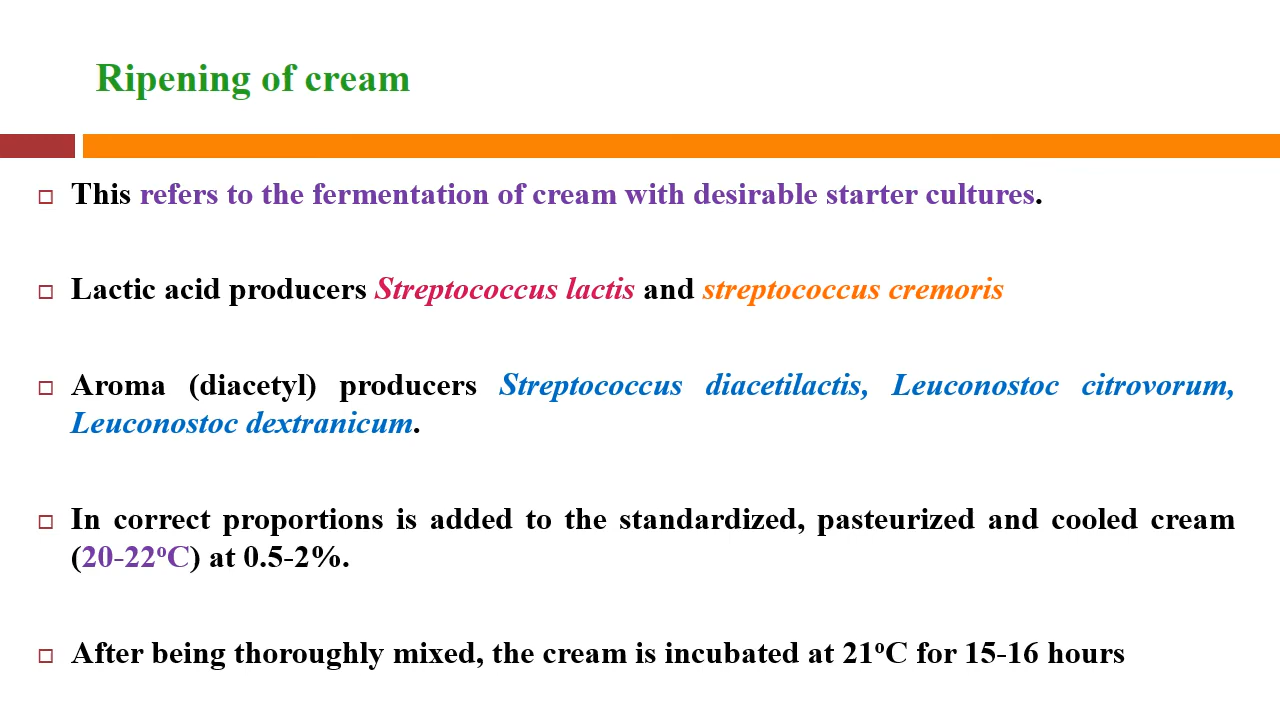 Ripening of cream
This refers to the fermentation of cream with desirable starter cultures.
Lactic acid producers Streptococcus lactis and streptococcus cremoris
Aroma (diacetyl) producers Streptococcus diacetilactis, Leuconostoc citrovorum,
Leuconostoc dextranicum.
In correct proportions is added to the standardized, pasteurized and cooled cream
(20-22ºC) at 0.5-2%.
After being thoroughly mixed, the cream is incubated at 21ºC for 15-16 hours